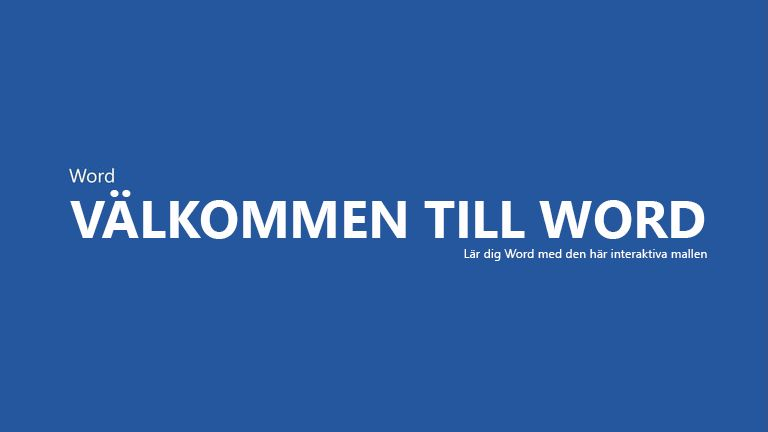 Word
VÄLKOMMEN TILL WORD
Lär dig Word med den här interaktiva mallen